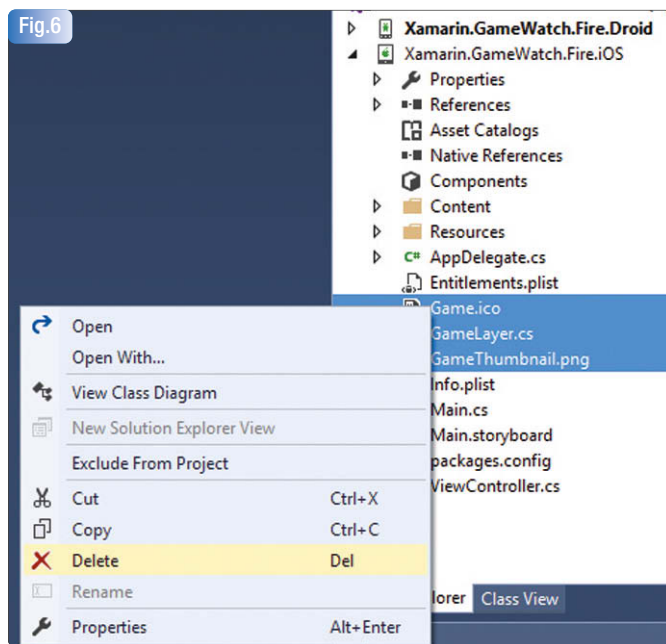 Fig.6
Xamarin.GameWatch.Fire.Droid
Xamarin.GameWatch.Fire.iOS
Properties
References
Asset Catalogs
Native References
Components
Content
Resources
C# AppDelegate.cs
Entitlements.plist
Game.ico
GameLayer.cs
GameThumbnail.png
Info.plist
Main.cs
Main.storyboard
packages.config
ViewController.cs
Open
Open With...
View Class Diagram
New Solution Explorer View
Exclude From Project
Cut Ctrl+X
Copy Ctrl+C
Delete Del
Rename
Properties Alt+Enter
lorer Class View